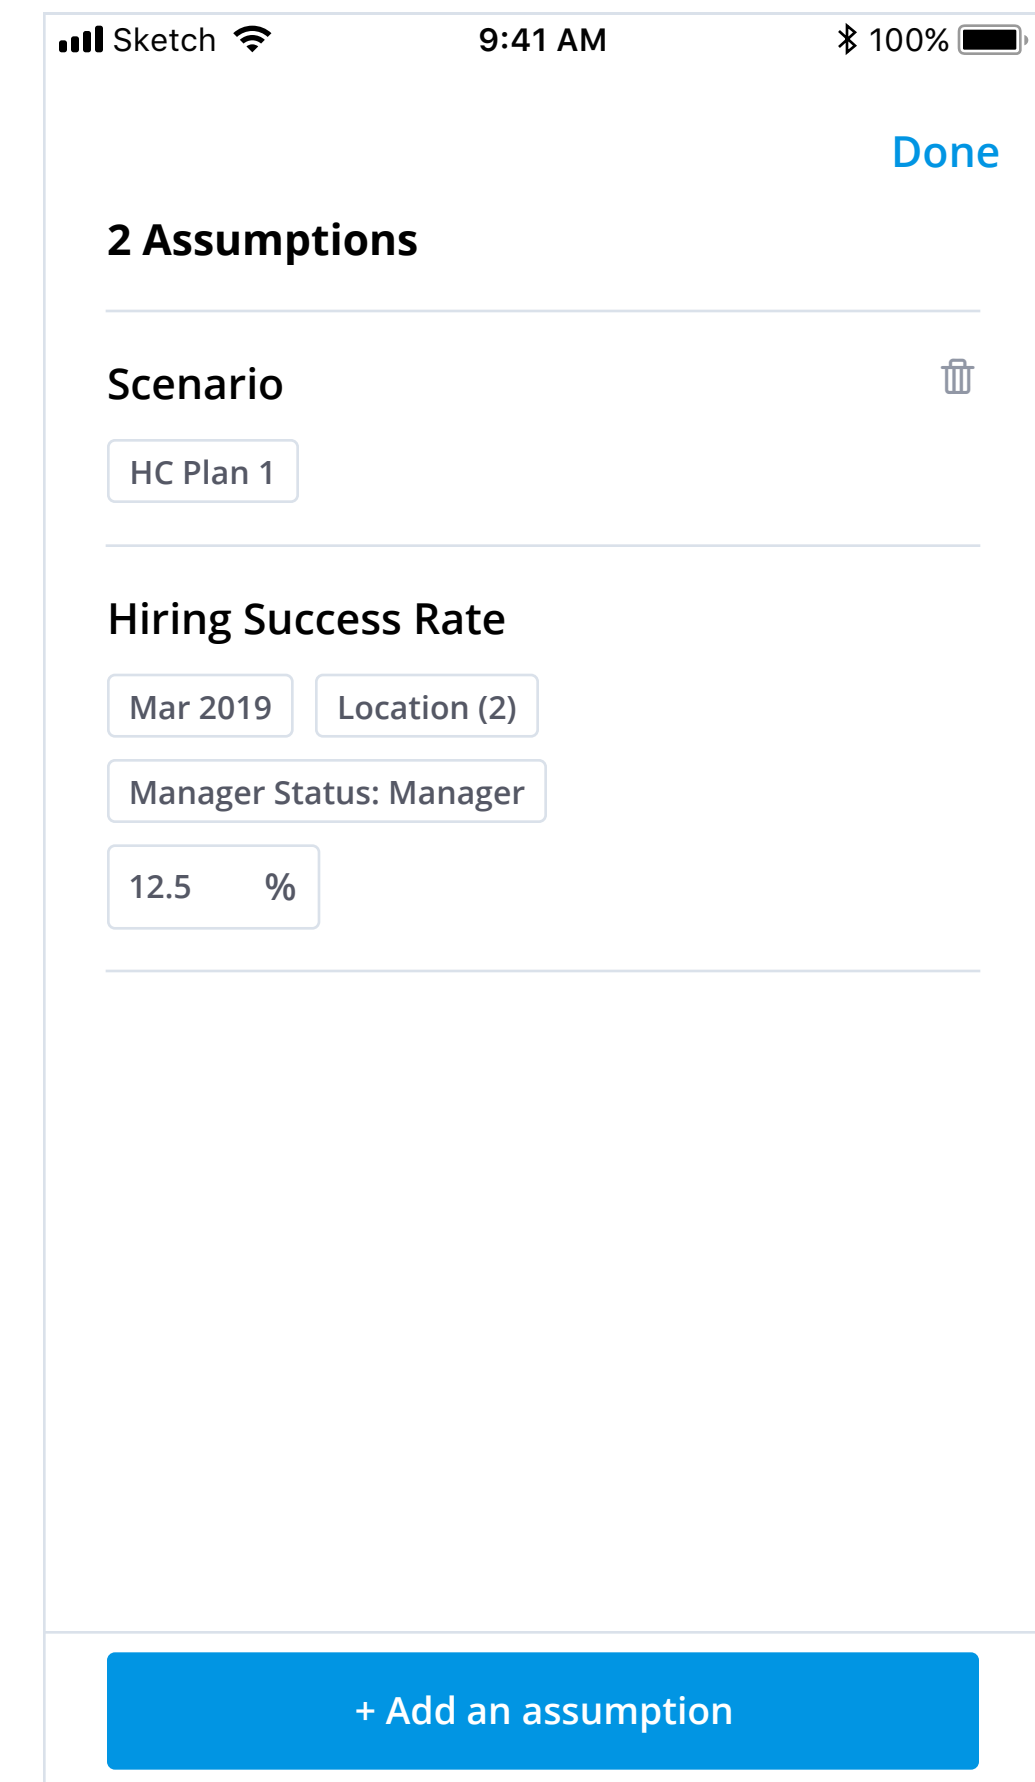 Sketch 9:41 AM 100%
Done
2 Assumptions
Scenario
HC Plan 1
Hiring Success Rate
Mar 2019 Location (2)
Manager Status: Manager
12.5 %
+ Add an assumption